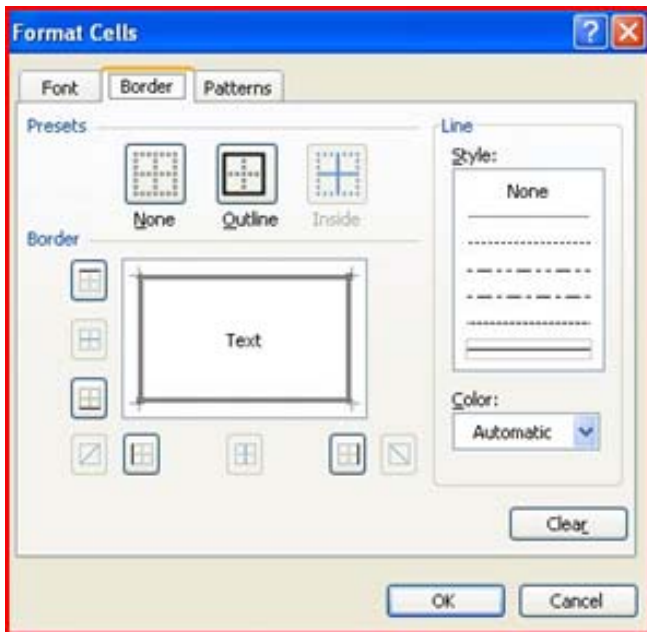 Format Cells
Font Border Patterns
Presets
None Outline Inside
Border
Text
Line
Style:
None
Color:
Automatic
Clear
OK Cancel